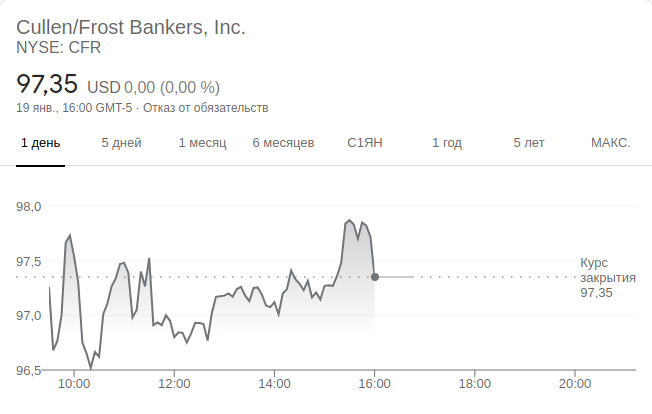 Cullen/Frost Bankers, Inc.
NYSE: CFR
97,35 USD 0,00 (0,00 %)
19 янв., 16:00 GMT-5 · Отказ от обязательств
1 день 5 дней 1 месяц 6 месяцев С1ЯН 1 год 5 лет МАКС.
98,0
97,5
97,0
96,5
Курс
закрытия
97,35
10:00 12:00 14:00 16:00 18:00 20:00